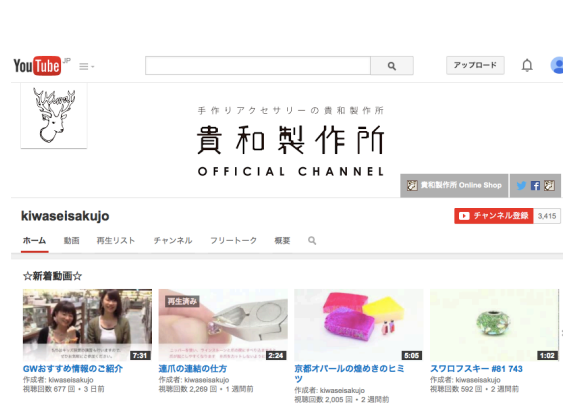 YouTube JP
アップロード
手作りアクセサリーの貴和製作所
貴和製作所
OFFICIAL CHANNEL
貴和製作所 Online Shop
kiwaseisakujo
チャンネル登録 3,415
ホーム 動画 再生リスト チャンネル フリートーク 概要
☆新着動画☆
7:31
再生済み
2:24
5:05
1:02
GWおすすめ情報のご紹介
作成者: kiwaseisakujo
視聴回数 677 回 • 3 日前
連爪の連結の仕方
作成者: kiwaseisakujo
視聴回数 2,269 回 • 1 週間前
京都オパールの煌めきのヒミ
ツ
作成者: kiwaseisakujo
視聴回数 2,005 回 • 2 週間前
スワロフスキー #81 743
作成者: kiwaseisakujo
視聴回数 592 回 • 2 週間前